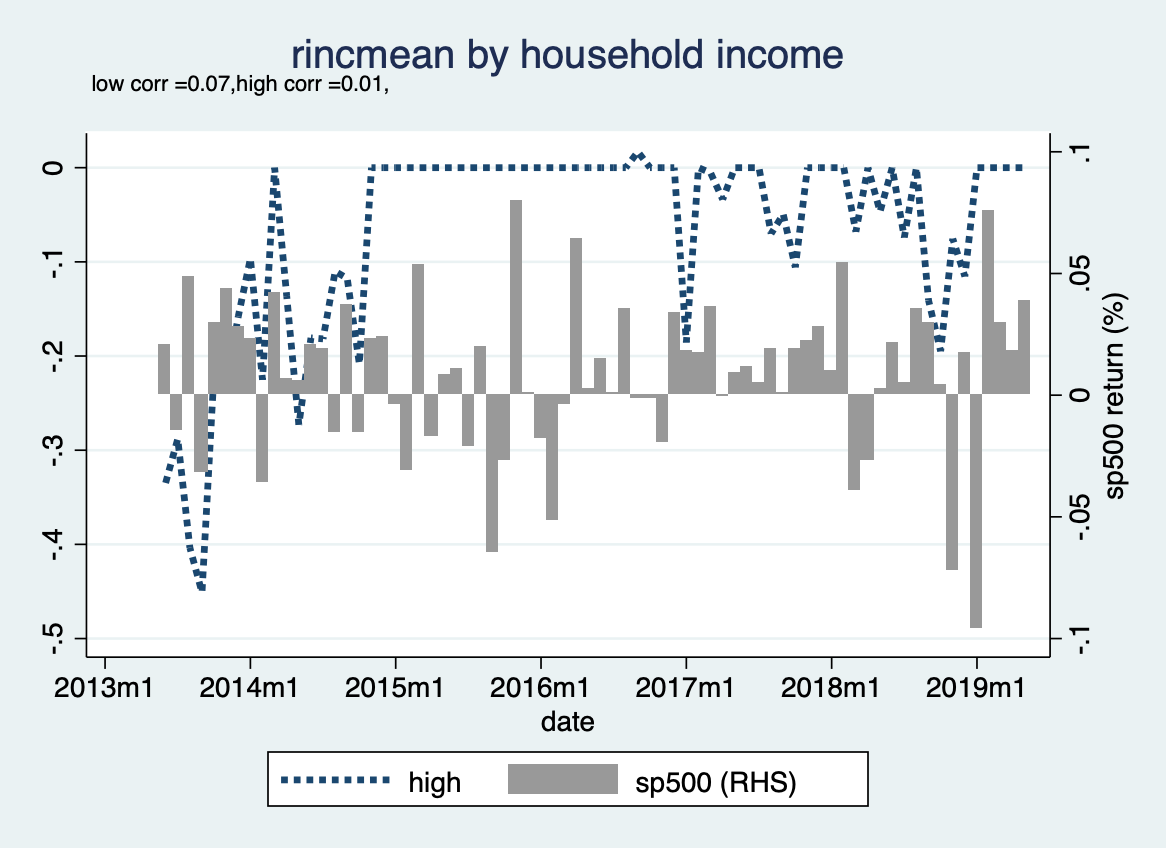 rincmean by household income
low corr =0.07,high corr =0.01,
0
-.1
-.2
-.3
-.4
-.5
.1
.05
0
-.05
-.1
sp500 return (%)
2013m1 2014m1 2015m1 2016m1 2017m1 2018m1 2019m1
date
high sp500 (RHS)